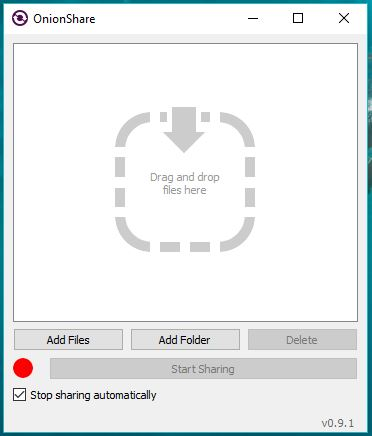 OnionShare
Drag and drop
files here
Add Files
Add Folder
Delete
Start Sharing
Stop sharing automatically
v0.9.1